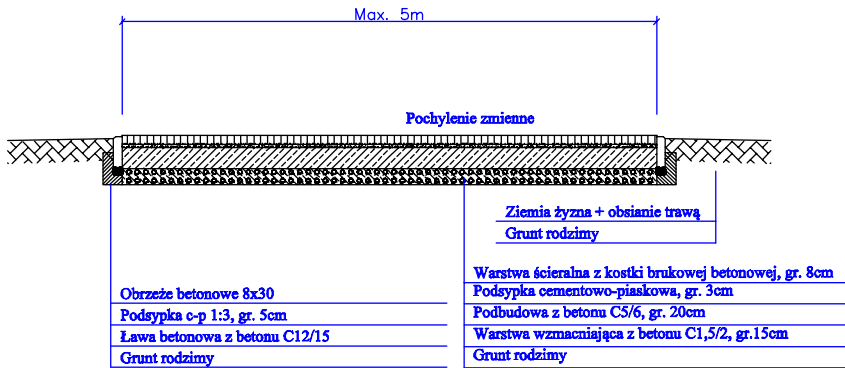 Max. 5m
Pochylenie zmienne
Ziemia żyzna + obsianie trawą
Grunt rodzimy
Obrzeże betonowe 8x30
Podsypka c-p 1:3, gr. 5cm
Ława betonowa z betonu C12/15
Grunt rodzimy
Warstwa ścieralna z kostki brukowej betonowej, gr. 8cm
Podsypka cementowo-piaskowa, gr. 3cm
Podbudowa z betonu C5/6, gr. 20cm
Warstwa wzmacniająca z betonu C1,5/2, gr.15cm
Grunt rodzimy